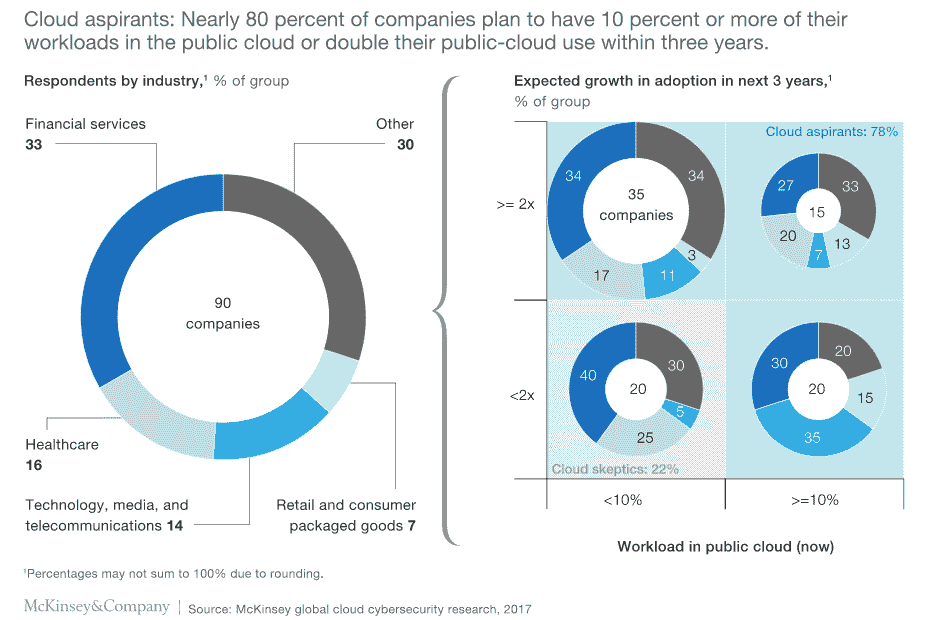 Cloud aspirants: Nearly 80 percent of companies plan to have 10 percent or more of their
workloads in the public cloud or double their public-cloud use within three years.
Respondents by industry,¹ % of group
Financial services
33
Other
30
90
companies
Healthcare
16
Technology, media, and
telecommunications 14
Retail and consumer
packaged goods 7
Expected growth in adoption in next 3 years,¹
% of group
Cloud aspirants: 78%
>= 2x
34
34
35
companies
3
17
11
27
33
15
20
13
7
<2x
40
30
20
5
25
Cloud skeptics: 22%
30
20
20
15
35
<10%
>=10%
Workload in public cloud (now)
¹Percentages may not sum to 100% due to rounding.
McKinsey&Company | Source: McKinsey global cloud cybersecurity research, 2017